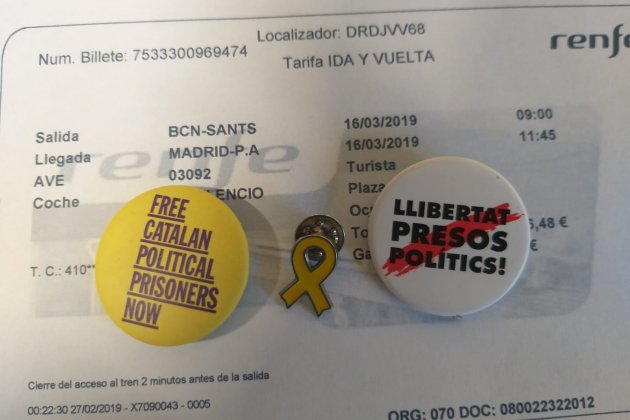 Localizador: DRDJVV68
Num. Billete: 7533300969474
Tarifa IDA Y VUELTA
renfe
Salida BCN-SANTS 16/03/2019 09:00
Llegada MADRID-P.A 16/03/2019 11:45
AVE 03092 Turista
Coche Plaza
T. C.: 410**
6,48 €
€
FREE
CATALAN
POLITICAL
PRISONERS
NOW
LLIBERTAT
PRESOS
POLÍTICS!
Cierre del acceso al tren 2 minutos antes de la salida
00:22:30 27/02/2019 - X7090043 - 0005
ORG: 070 DOC: 080022322012